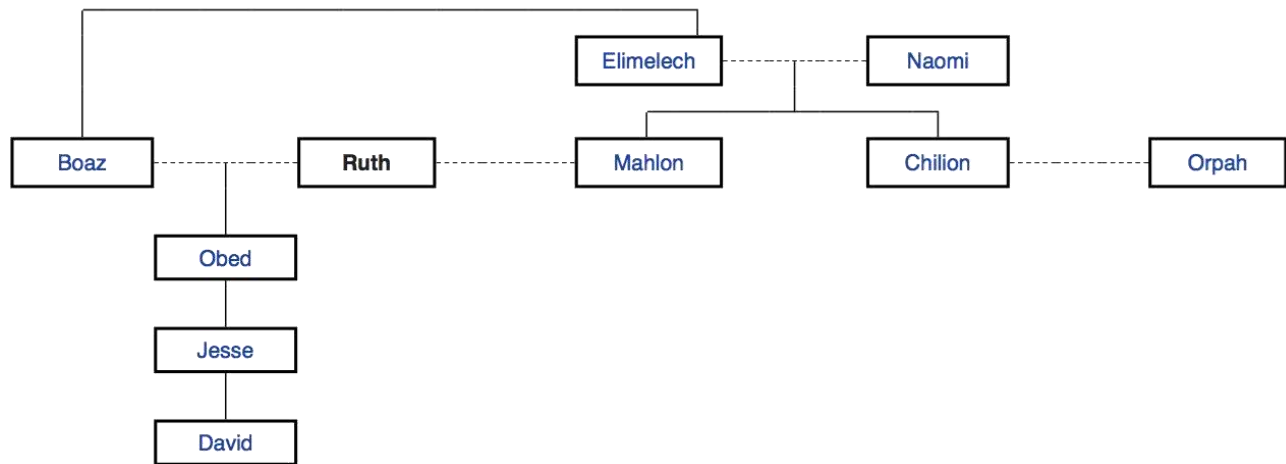 Elimelech Naomi
Boaz Ruth Mahlon Chilion Orpah
Obed
Jesse
David